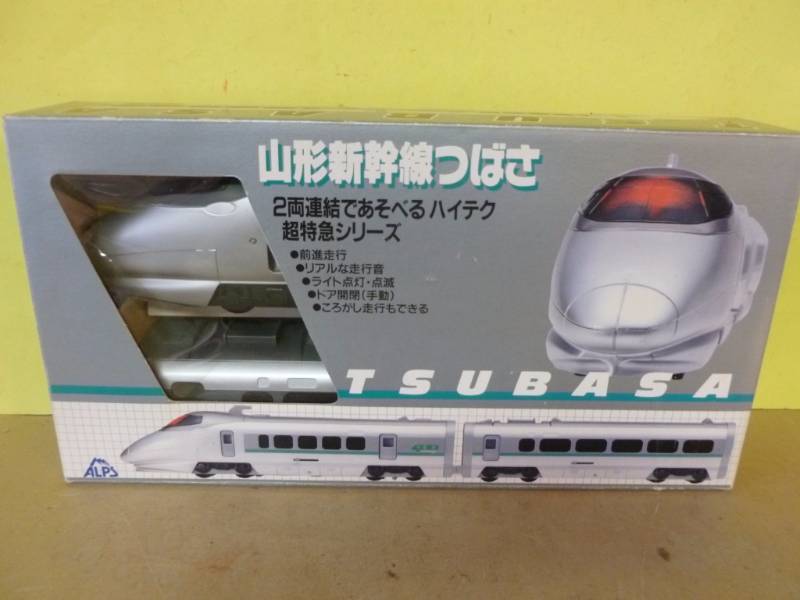 山形新幹線つばさ
2両連結であそべるハイテク
超特急シリーズ
●前進走行
●リアルな走行音
●ライト点灯・点滅
●ドア開閉(手動)
●ころがし走行もできる
TSUBASA
ALPS